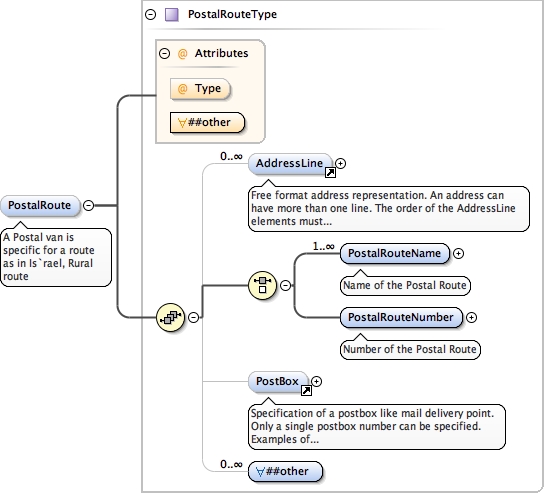 PostalRouteType
@ Attributes
@ Type
∀##other
0..∞
AddressLine
Free format address representation. An address can
have more than one line. The order of the AddressLine
elements must...
PostalRoute
A Postal van is
specific for a route
as in Is`rael, Rural
route
1..∞
PostalRouteName
Name of the Postal Route
PostalRouteNumber
Number of the Postal Route
PostBox
Specification of a postbox like mail delivery point.
Only a single postbox number can be specified.
Examples of...
0..∞
∀##other